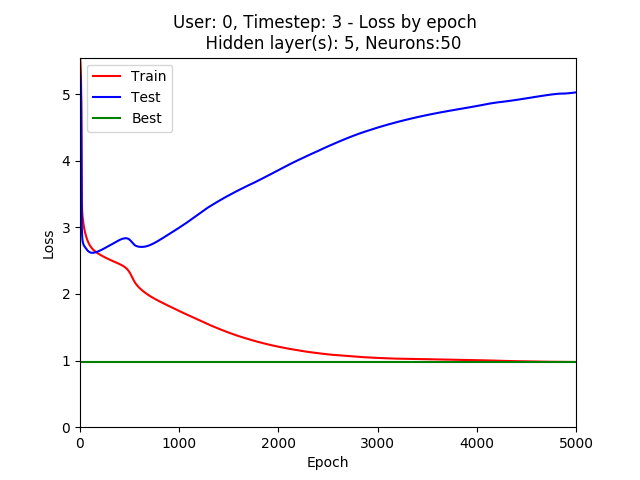 User: 0, Timestep: 3 - Loss by epoch
Hidden layer(s): 5, Neurons:50
Train
Test
Best
5
4
3
2
1
0
Loss
0 1000 2000 3000 4000 5000
Epoch